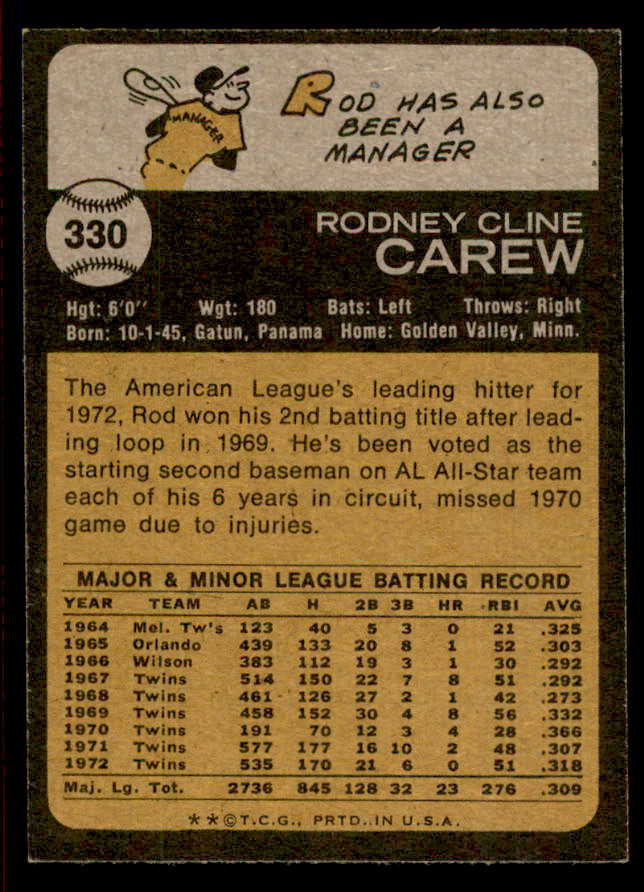 MANAGER
ROD HAS ALSO
BEEN A
MANAGER
330
RODNEY CLINE
CAREW
Hgt: 6'0" Wgt: 180 Bats: Left Throws: Right
Born: 10-1-45, Gatun, Panama Home: Golden Valley, Minn.
The American League's leading hitter for
1972, Rod won his 2nd batting title after lead-
ing loop in 1969. He's been voted as the
starting second baseman on AL All-Star team
each of his 6 years in circuit, missed 1970
game due to injuries.
MAJOR & MINOR LEAGUE BATTING RECORD
YEAR TEAM AB H 2B 3B HR RBI AVG
1964 Mel. Tw's 123 40 5 3 0 21 .325
1965 Orlando 439 133 20 8 1 52 .303
1966 Wilson 383 112 19 3 1 30 .292
1967 Twins 514 150 22 7 8 51 .292
1968 Twins 461 126 27 2 1 42 .273
1969 Twins 458 152 30 4 8 56 .332
1970 Twins 191 70 12 3 4 28 .366
1971 Twins 577 177 16 10 2 48 .307
1972 Twins 535 170 21 6 0 51 .318
Maj. Lg. Tot. 2736 845 128 32 23 276 .309
**©T.C.G., PRTD. IN U.S.A.